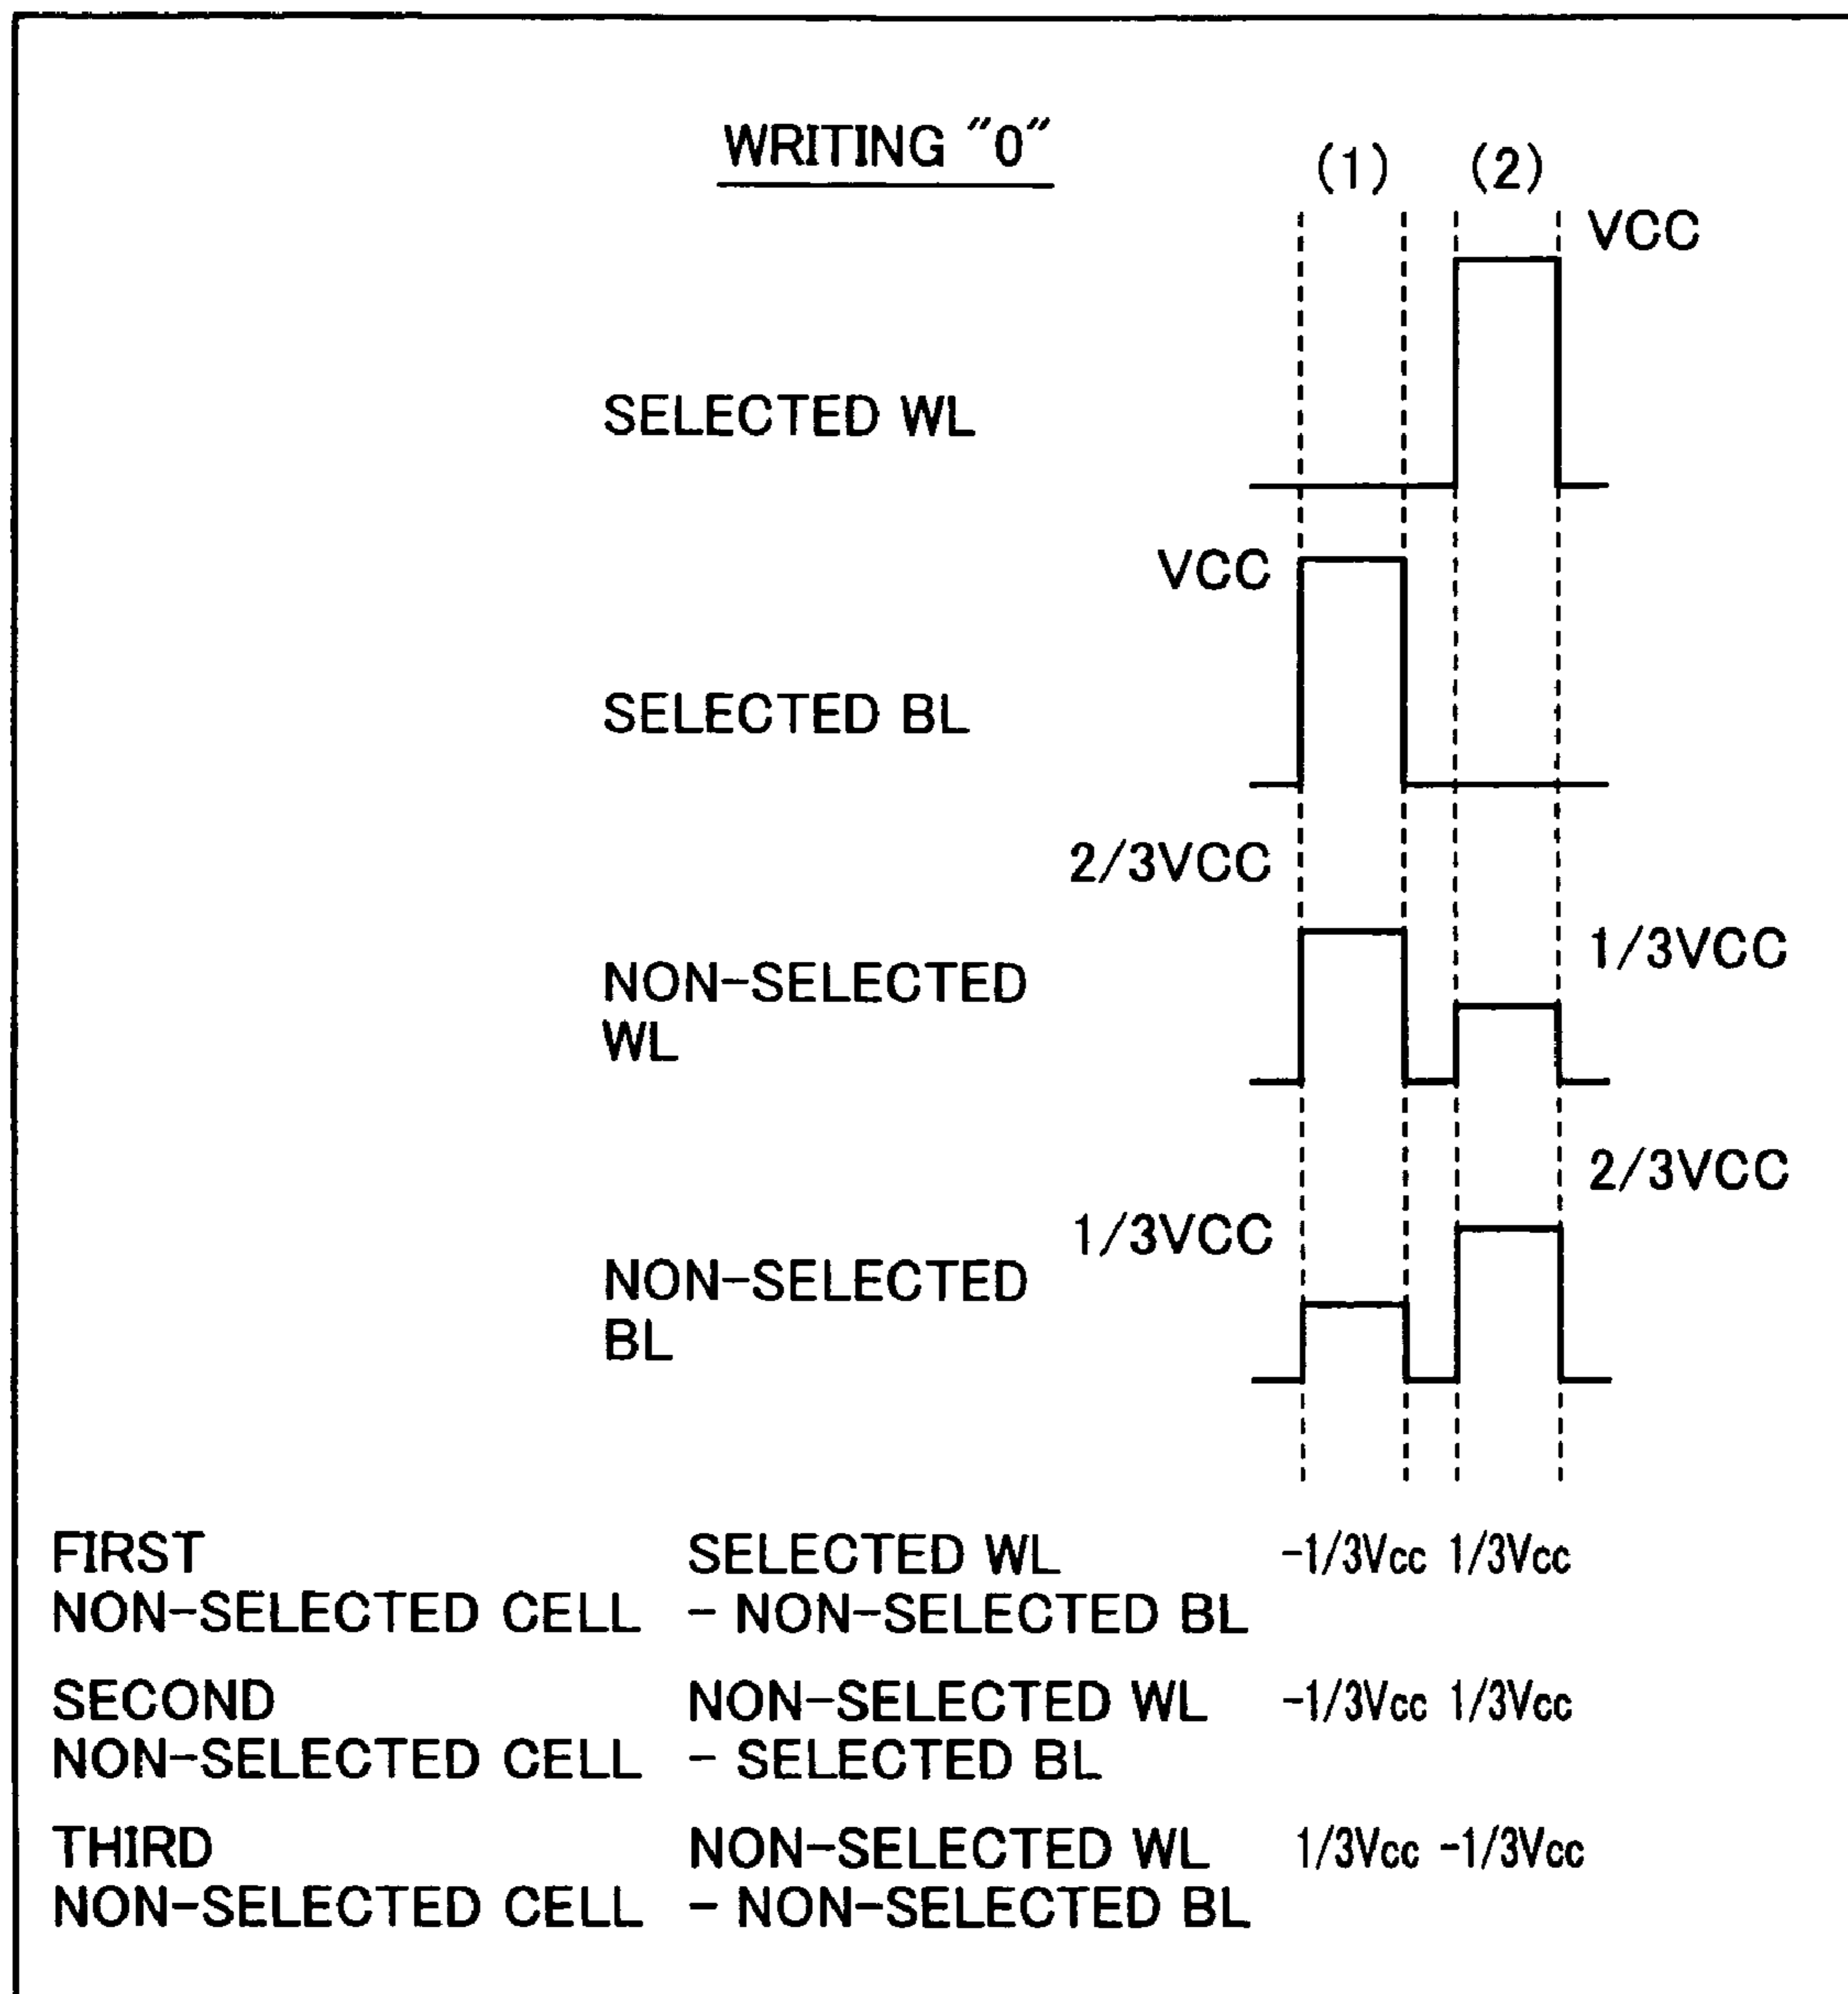 WRITING "0"
(1) (2)
VCC
SELECTED WL
VCC
SELECTED BL
2/3VCC
1/3VCC
NON-SELECTED
WL
2/3VCC
1/3VCC
NON-SELECTED
BL
FIRST SELECTED WL -1/3Vcc 1/3Vcc
NON-SELECTED CELL - NON-SELECTED BL
SECOND NON-SELECTED WL -1/3Vcc 1/3Vcc
NON-SELECTED CELL - SELECTED BL
THIRD NON-SELECTED WL 1/3Vcc -1/3Vcc
NON-SELECTED CELL - NON-SELECTED BL